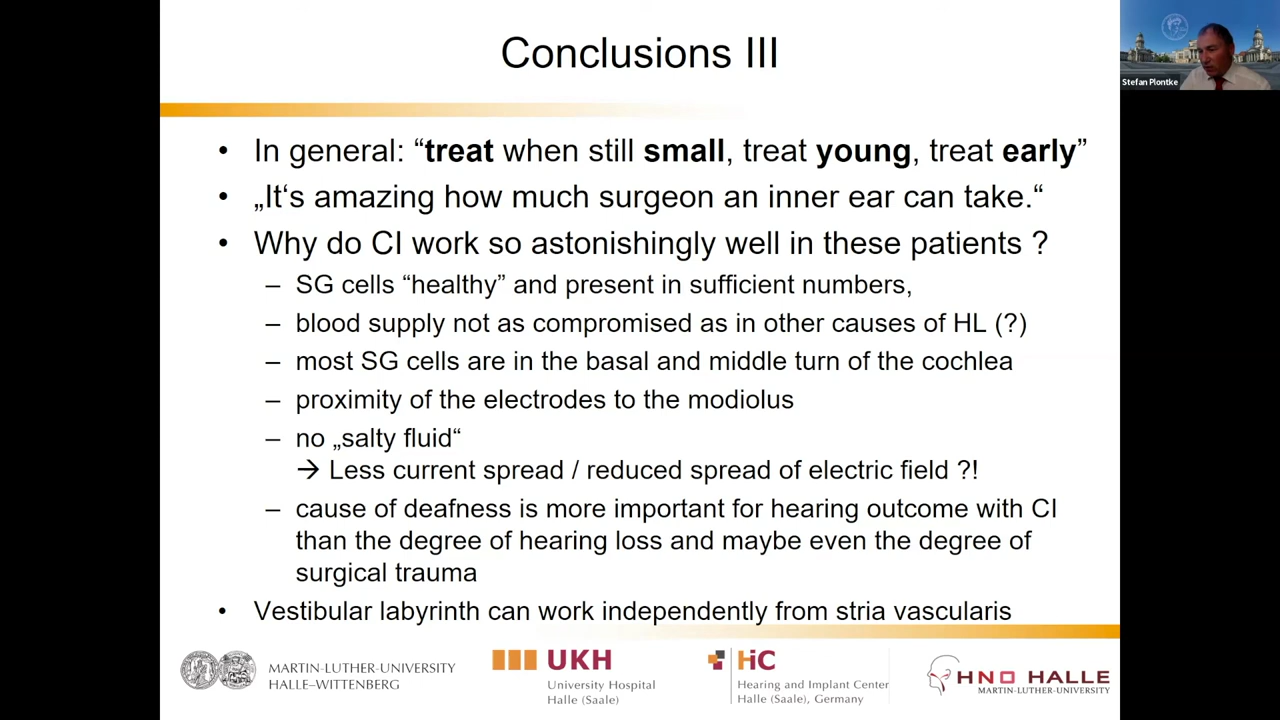 Conclusions III
Stefan Plontke
• In general: “treat when still small, treat young, treat early”
• „It‘s amazing how much surgeon an inner ear can take.“
• Why do CI work so astonishingly well in these patients ?
– SG cells “healthy” and present in sufficient numbers,
– blood supply not as compromised as in other causes of HL (?)
– most SG cells are in the basal and middle turn of the cochlea
– proximity of the electrodes to the modiolus
– no „salty fluid“
→ Less current spread / reduced spread of electric field ?!
– cause of deafness is more important for hearing outcome with CI
than the degree of hearing loss and maybe even the degree of
surgical trauma
• Vestibular labyrinth can work independently from stria vascularis
MARTIN-LUTHER-UNIVERSITY
HALLE–WITTENBERG
UKH
University Hospital
Halle (Saale)
HiC
Hearing and Implant Center
Halle (Saale), Germany
HNO HALLE
MARTIN-LUTHER-UNIVERSITY